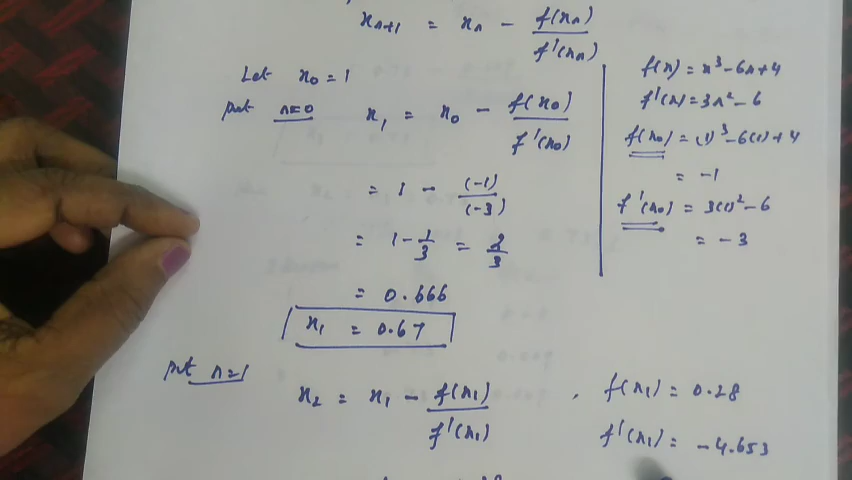 xₙ₊₁ = xₙ - f(xₙ) / f'(xₙ)
Let x₀ = 1
put n=0 x₁ = x₀ - f(x₀) / f'(x₀)
= 1 - (-1) / (-3)
= 1 - 1/3 = 2/3
= 0.666
x₁ = 0.67
f(x) = x³-6x+4
f'(x) = 3x²-6
f(x₀) = (1)³-6(1)+4
= -1
f'(x₀) = 3(1)²-6
= -3
put n=1
x₂ = x₁ - f(x₁) / f'(x₁) , f(x₁) = 0.28
f'(x₁) = -4.653